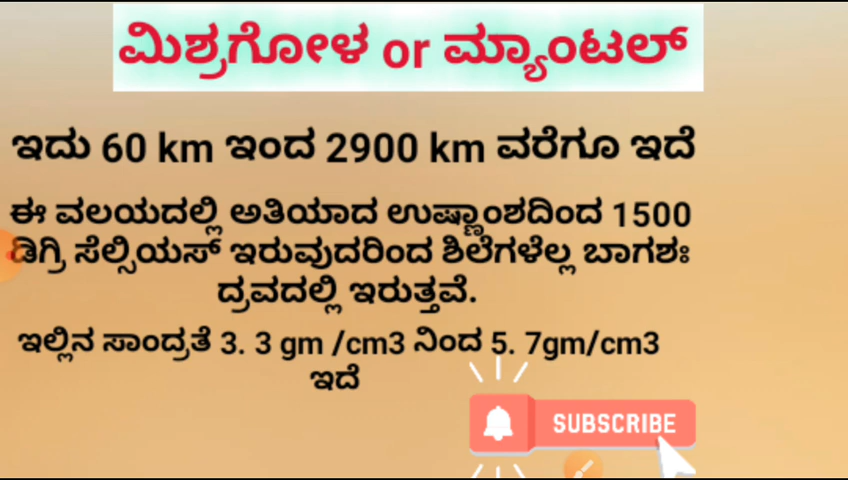 ಮಿಶ್ರಗೋಳ or ಮ್ಯಾಂಟಲ್
ಇದು 60 km ಇಂದ 2900 km ವರೆಗೂ ಇದೆ
ಈ ವಲಯದಲ್ಲಿ ಅತಿಯಾದ ಉಷ್ಣಾಂಶದಿಂದ 1500
ಡಿಗ್ರಿ ಸೆಲ್ಸಿಯಸ್ ಇರುವುದರಿಂದ ಶಿಲೆಗಳೆಲ್ಲ ಬಾಗಶಃ
ದ್ರವದಲ್ಲಿ ಇರುತ್ತವೆ.
ಇಲ್ಲಿನ ಸಾಂದ್ರತೆ 3. 3 gm /cm3 ನಿಂದ 5. 7gm/cm3
ಇದೆ
SUBSCRIBE